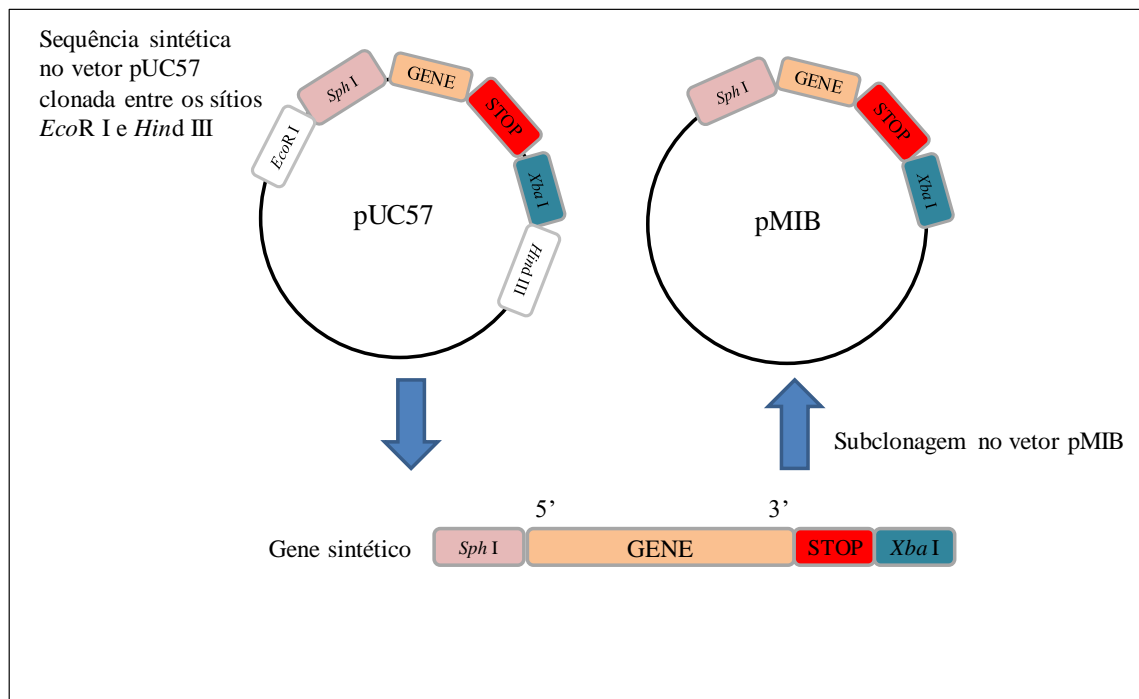 Sequência sintética
no vetor pUC57
clonada entre os sítios
EcoR I e Hind III
EcoR I
Sph I
GENE
STOP
Xba I
Hind III
pUC57
Sph I
GENE
STOP
Xba I
pMIB
Subclonagem no vetor pMIB
5’ 3’
Gene sintético Sph I GENE STOP Xba I